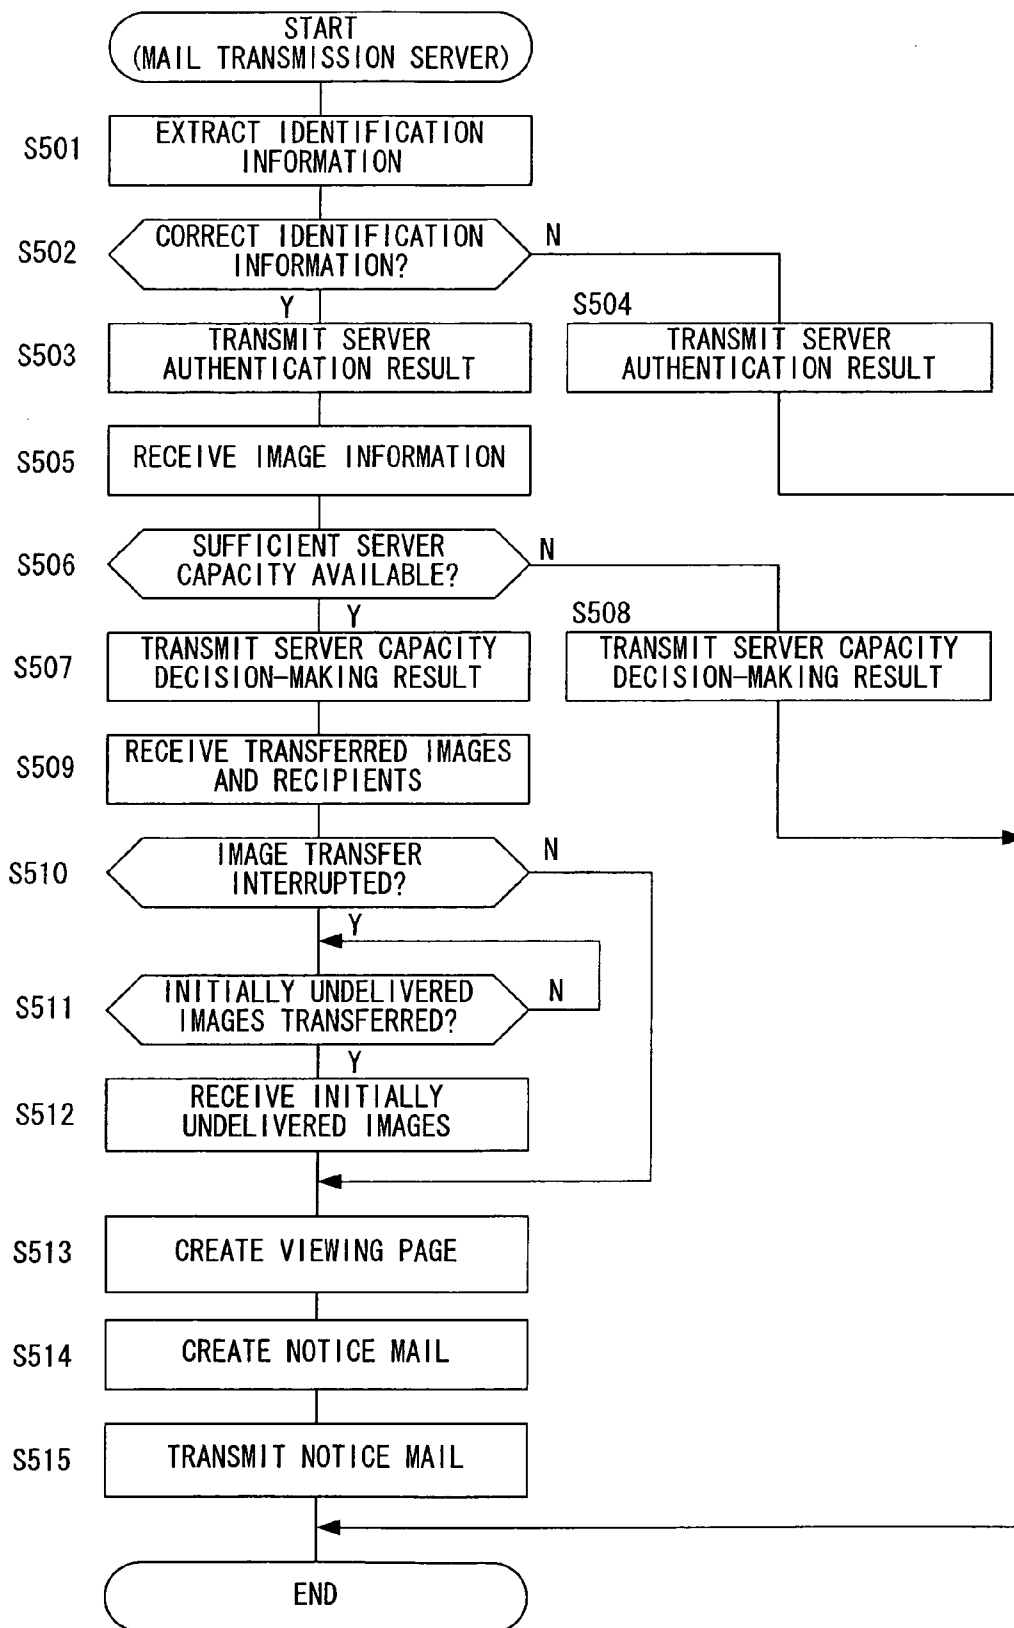 START
(MAIL TRANSMISSION SERVER)
S501
EXTRACT IDENTIFICATION
INFORMATION
S502
CORRECT IDENTIFICATION
INFORMATION?
N
Y
S503
TRANSMIT SERVER
AUTHENTICATION RESULT
S504
TRANSMIT SERVER
AUTHENTICATION RESULT
S505
RECEIVE IMAGE INFORMATION
S506
SUFFICIENT SERVER
CAPACITY AVAILABLE?
N
Y
S507
TRANSMIT SERVER CAPACITY
DECISION-MAKING RESULT
S508
TRANSMIT SERVER CAPACITY
DECISION-MAKING RESULT
S509
RECEIVE TRANSFERRED IMAGES
AND RECIPIENTS
S510
IMAGE TRANSFER
INTERRUPTED?
N
Y
S511
INITIALLY UNDELIVERED
IMAGES TRANSFERRED?
N
Y
S512
RECEIVE INITIALLY
UNDELIVERED IMAGES
S513
CREATE VIEWING PAGE
S514
CREATE NOTICE MAIL
S515
TRANSMIT NOTICE MAIL
END